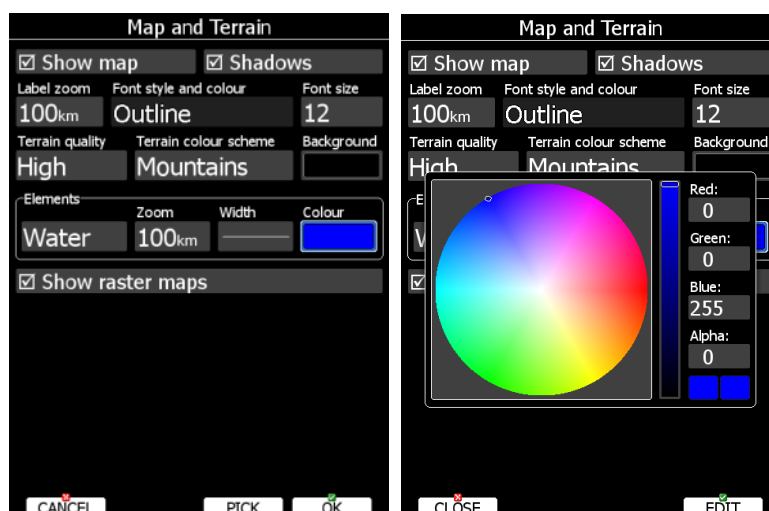 Map and Terrain
Show map Shadows
Label zoom Font style and colour Font size
100km Outline 12
Terrain quality Terrain colour scheme Background
High Mountains
Elements
Zoom Width Colour
Water 100km
Show raster maps
CANCEL PICK OK
Map and Terrain
Show map Shadows
Label zoom Font style and colour Font size
100km Outline 12
Terrain quality Terrain colour scheme Background
High Mountains
Red:
0
Green:
0
Blue:
255
Alpha:
0
CLOSE EDIT